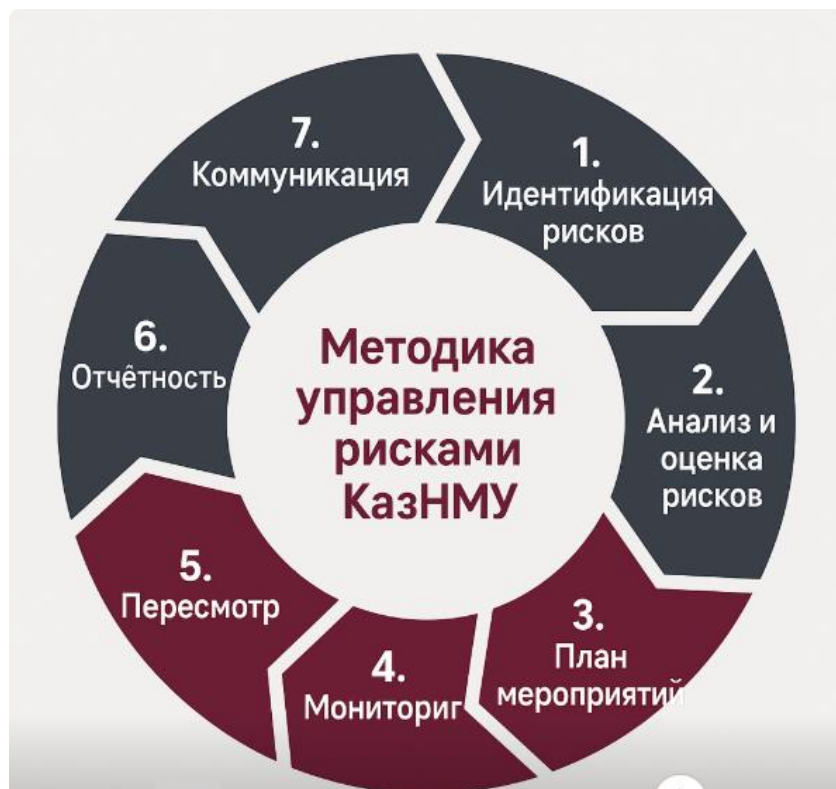 Методика
управления
рисками
КазНМУ
1.
Идентификация
рисков
2.
Анализ и
оценка
рисков
3.
План
мероприятий
4.
Мониториг
5.
Пересмотр
6.
Отчётность
7.
Коммуникация